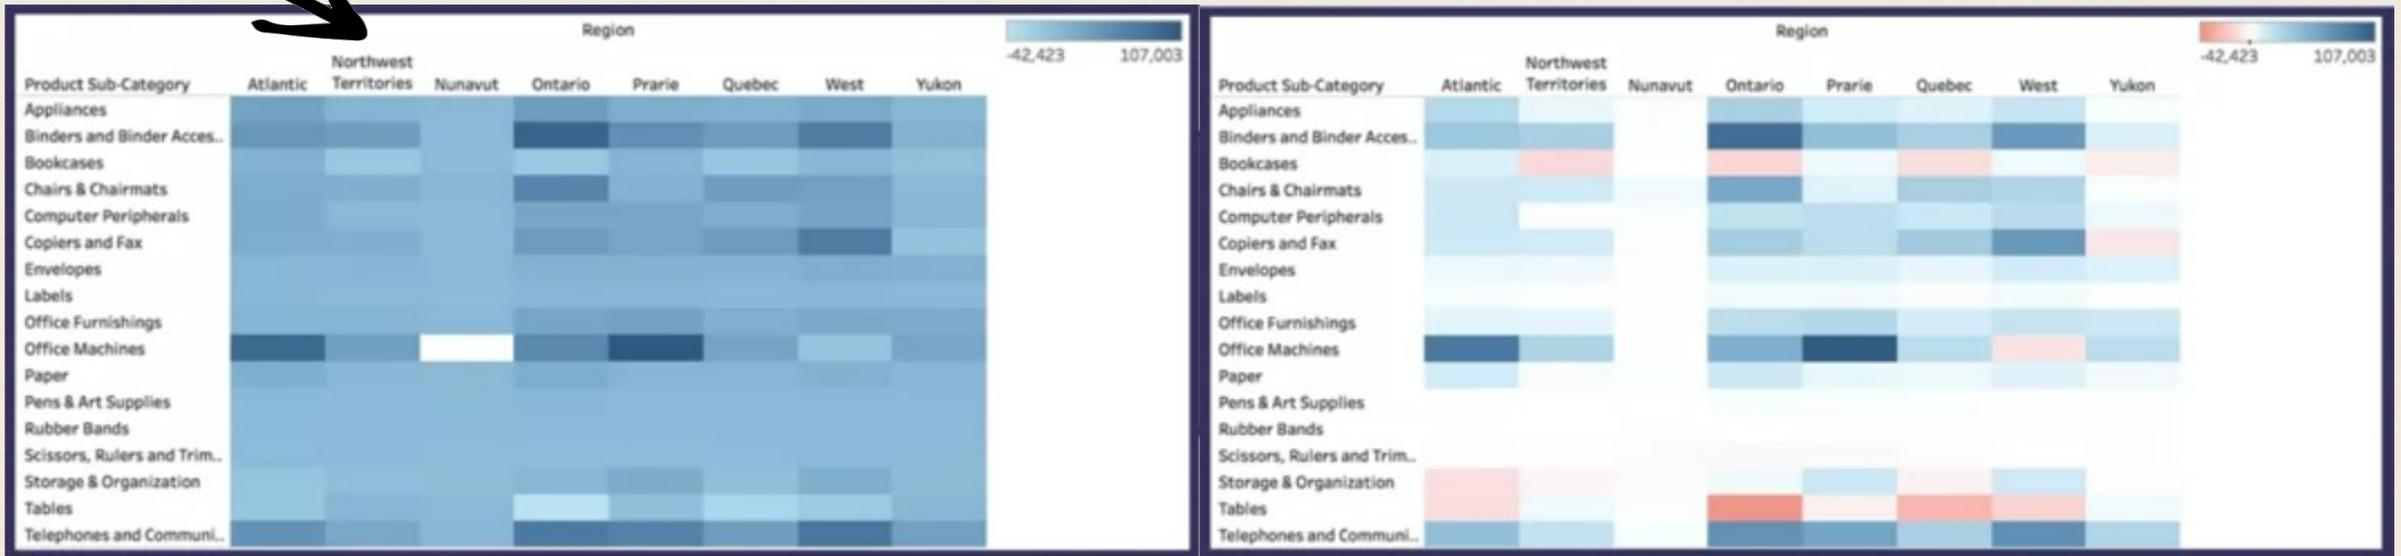 Region
-42,423 107,003
Northwest
Product Sub-Category Atlantic Territories Nunavut Ontario Prarie Quebec West Yukon
Appliances
Binders and Binder Acces..
Bookcases
Chairs & Chairmats
Computer Peripherals
Copiers and Fax
Envelopes
Labels
Office Furnishings
Office Machines
Paper
Pens & Art Supplies
Rubber Bands
Scissors, Rulers and Trim..
Storage & Organization
Tables
Telephones and Communi..
Region
-42,423 107,003
Northwest
Product Sub-Category Atlantic Territories Nunavut Ontario Prarie Quebec West Yukon
Appliances
Binders and Binder Acces..
Bookcases
Chairs & Chairmats
Computer Peripherals
Copiers and Fax
Envelopes
Labels
Office Furnishings
Office Machines
Paper
Pens & Art Supplies
Rubber Bands
Scissors, Rulers and Trim..
Storage & Organization
Tables
Telephones and Communi..